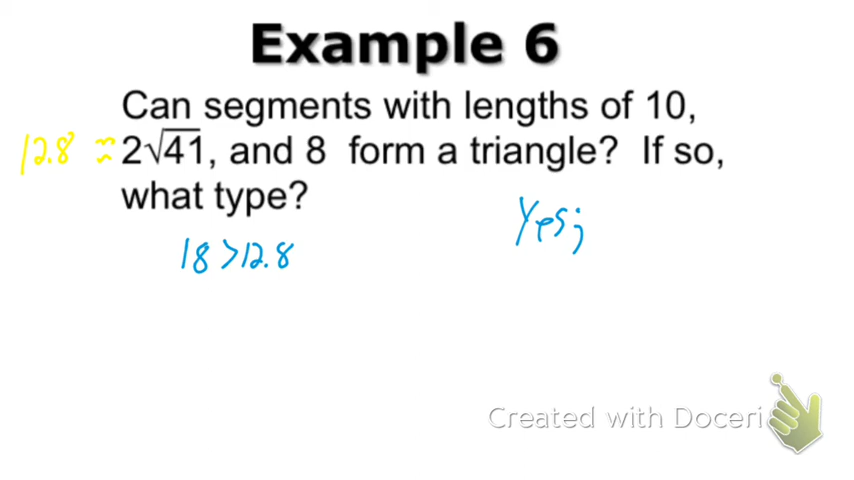 Example 6
Can segments with lengths of 10,
12.8 ≈ 2√41, and 8 form a triangle? If so,
what type?
Yes;
18 > 12.8
Created with Doceri